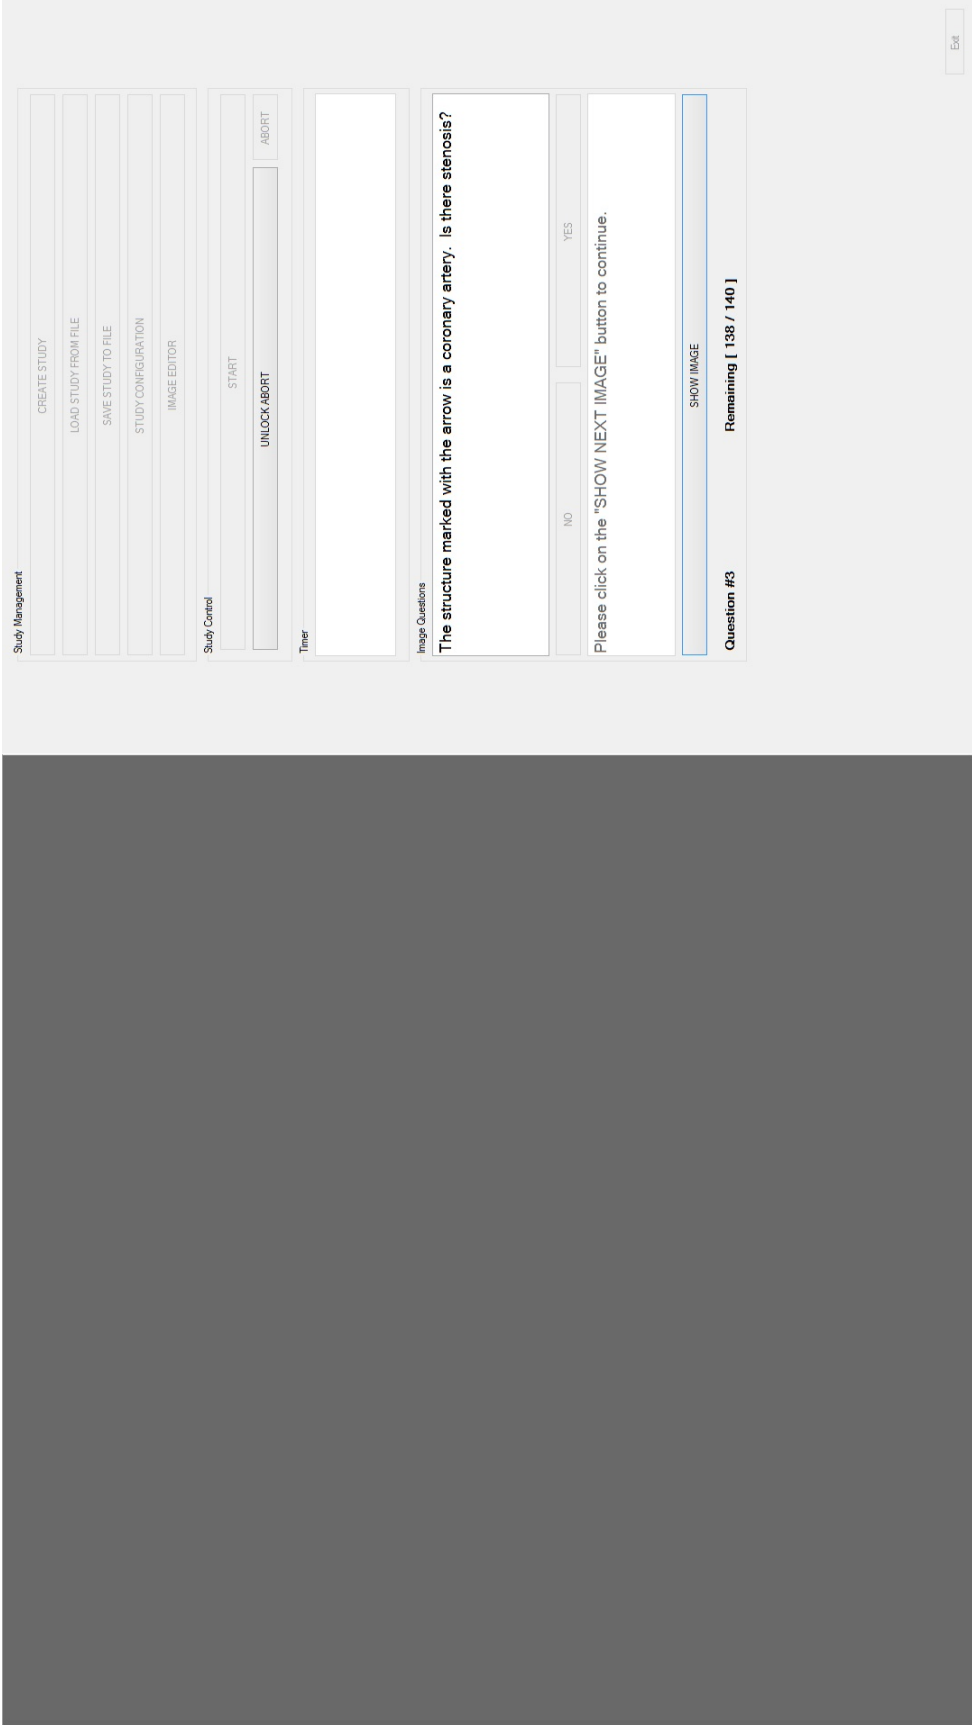 Study Management
CREATE STUDY
LOAD STUDY FROM FILE
SAVE STUDY TO FILE
STUDY CONFIGURATION
IMAGE EDITOR
Study Control
START
UNLOCK ABORT ABORT
Timer
Image Questions
The structure marked with the arrow is a coronary artery.  Is there stenosis?
NO YES
Please click on the "SHOW NEXT IMAGE" button to continue.
SHOW IMAGE
Question #3 Remaining [ 138 / 140 ]
Exit